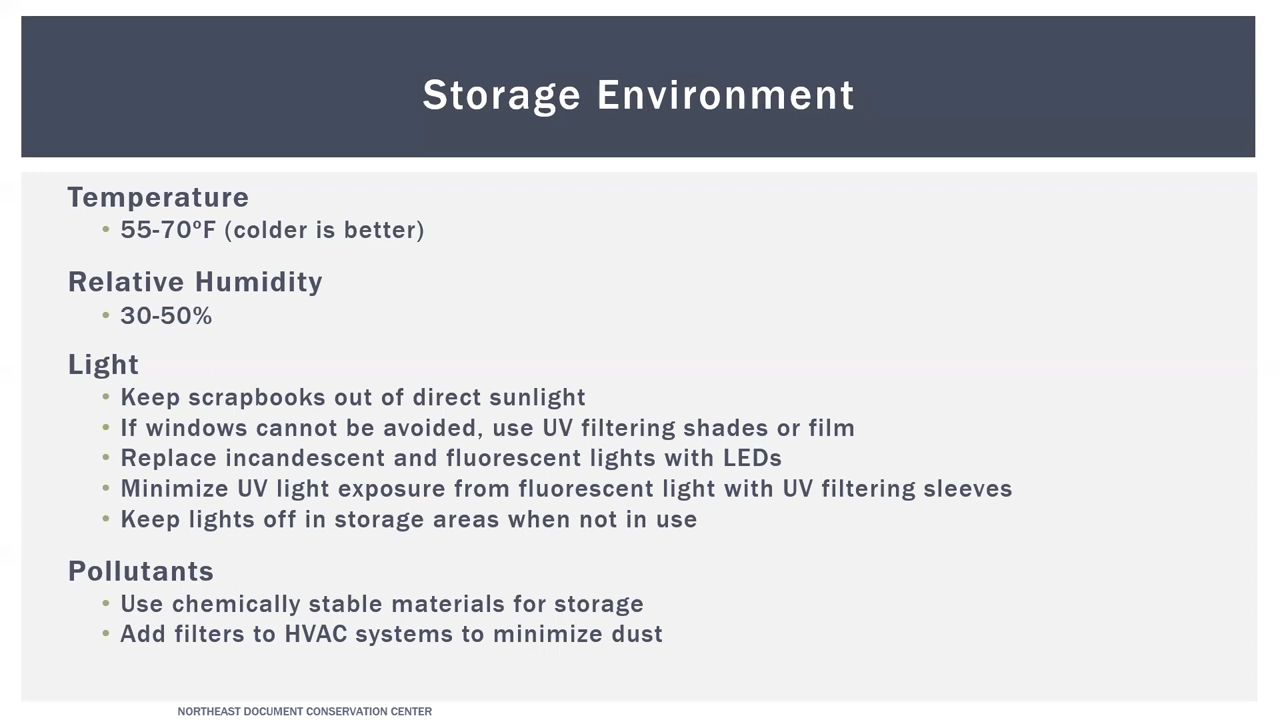 Storage Environment
Temperature
• 55-70ºF (colder is better)
Relative Humidity
• 30-50%
Light
• Keep scrapbooks out of direct sunlight
• If windows cannot be avoided, use UV filtering shades or film
• Replace incandescent and fluorescent lights with LEDs
• Minimize UV light exposure from fluorescent light with UV filtering sleeves
• Keep lights off in storage areas when not in use
Pollutants
• Use chemically stable materials for storage
• Add filters to HVAC systems to minimize dust
NORTHEAST DOCUMENT CONSERVATION CENTER